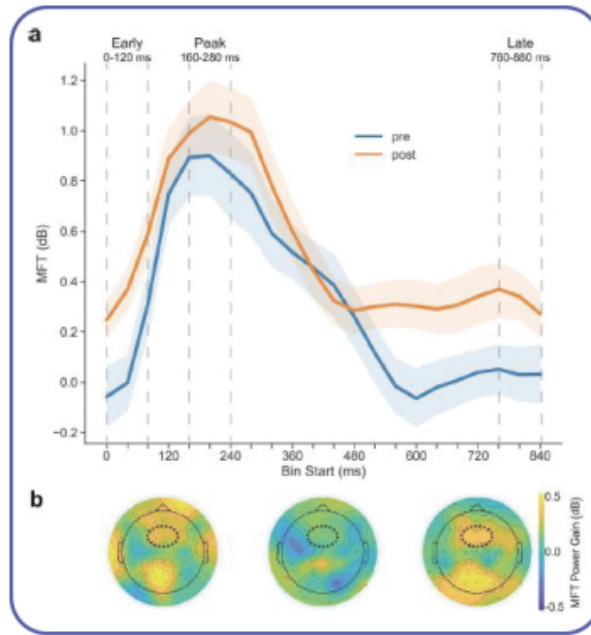 a
Early Peak Late
0-120 ms 160-280 ms 760-880 ms
1.2
1.0
0.8
0.6
0.4
0.2
0.0
−0.2
MFT (dB)
pre
post
0 120 240 360 480 600 720 840
Bin Start (ms)
b
0.5
0.0
-0.5
MFT Power Gain (dB)